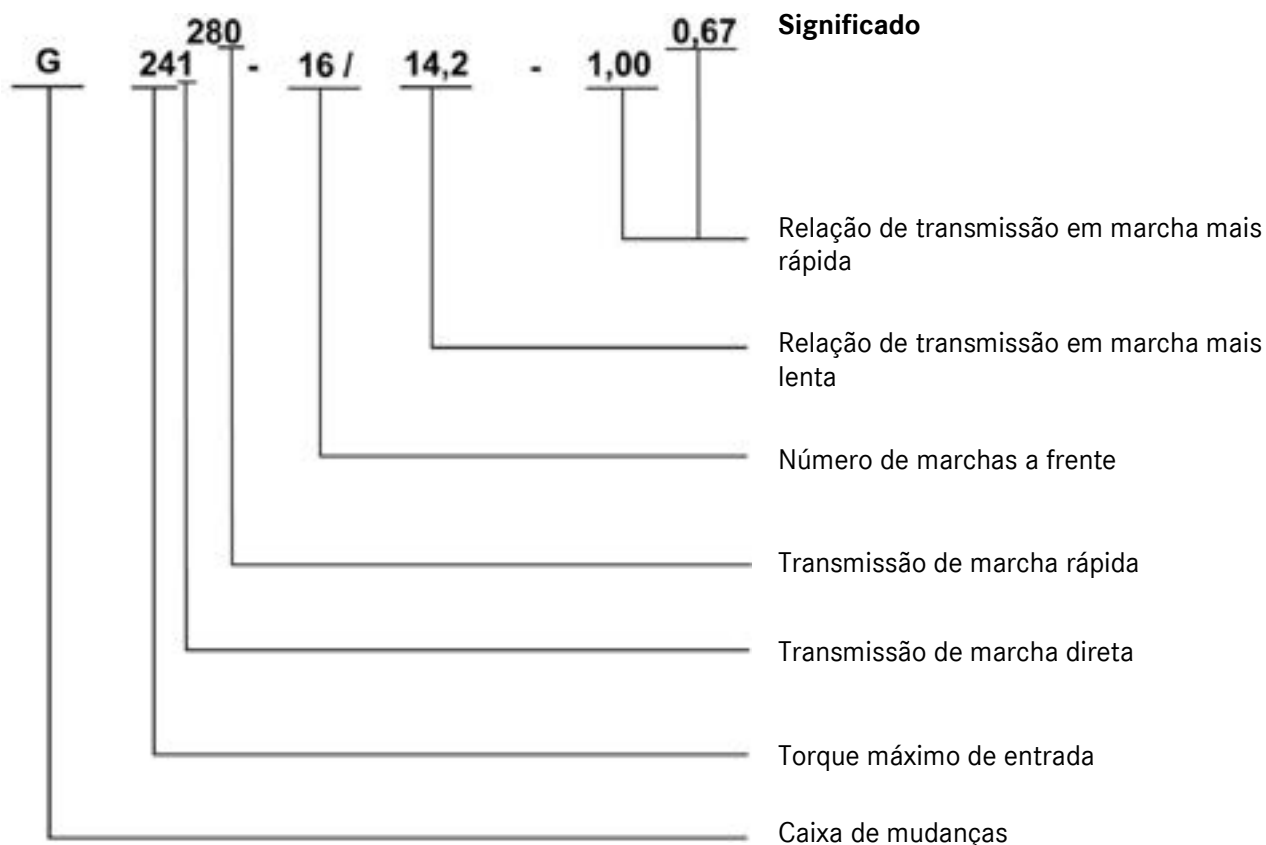 280 0,67 Significado
G 241 - 16 / 14,2 - 1,00
Relação de transmissão em marcha mais
rápida
Relação de transmissão em marcha mais
lenta
Número de marchas a frente
Transmissão de marcha rápida
Transmissão de marcha direta
Torque máximo de entrada
Caixa de mudanças